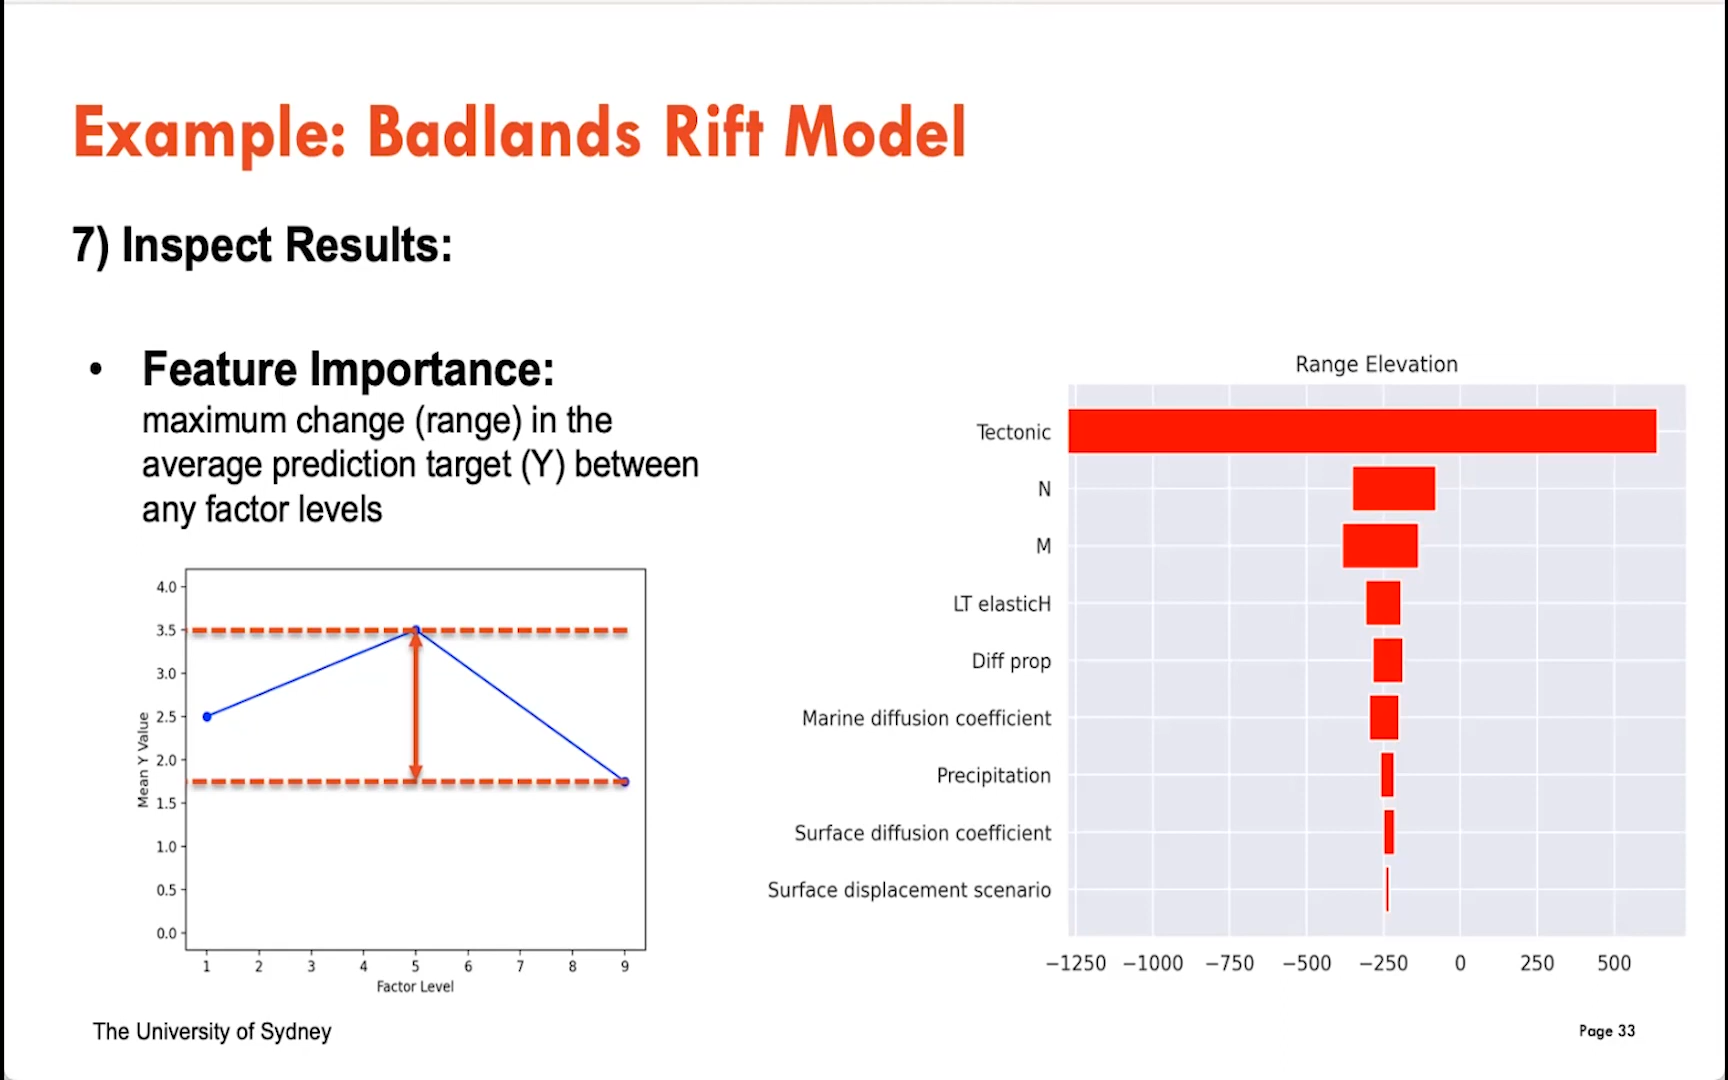 Example: Badlands Rift Model
7) Inspect Results:
• Feature Importance:
maximum change (range) in the
average prediction target (Y) between
any factor levels
4.0
3.5
3.0
2.5
2.0
1.5
1.0
0.5
0.0
Mean Y Value
1 2 3 4 5 6 7 8 9
Factor Level
Range Elevation
Tectonic
N
M
LT elasticH
Diff prop
Marine diffusion coefficient
Precipitation
Surface diffusion coefficient
Surface displacement scenario
−1250 −1000 −750 −500 −250 0 250 500
The University of Sydney
Page 33